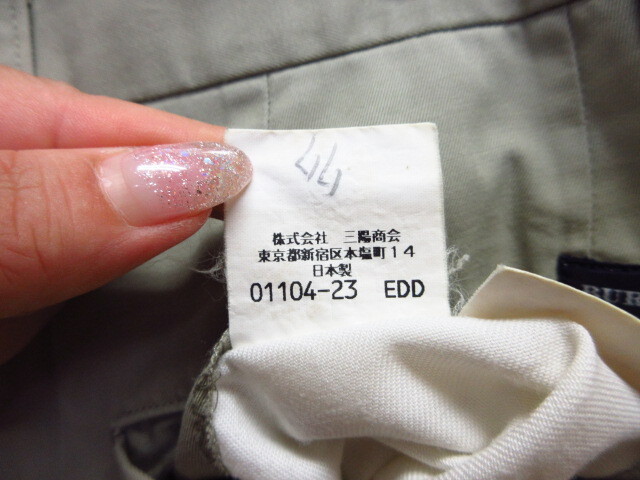 44
株式会社 三陽商会
東京都新宿区本塩町14
日本製
01104-23 EDD
BUR